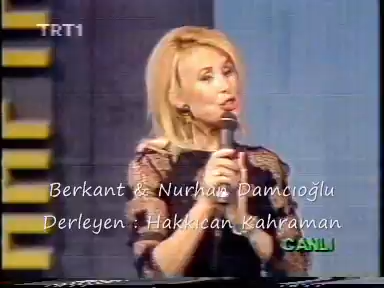 TRT1
Berkant & Nurhan Damcıoğlu
Derleyen : Hakkıcan Kahraman
CANLI